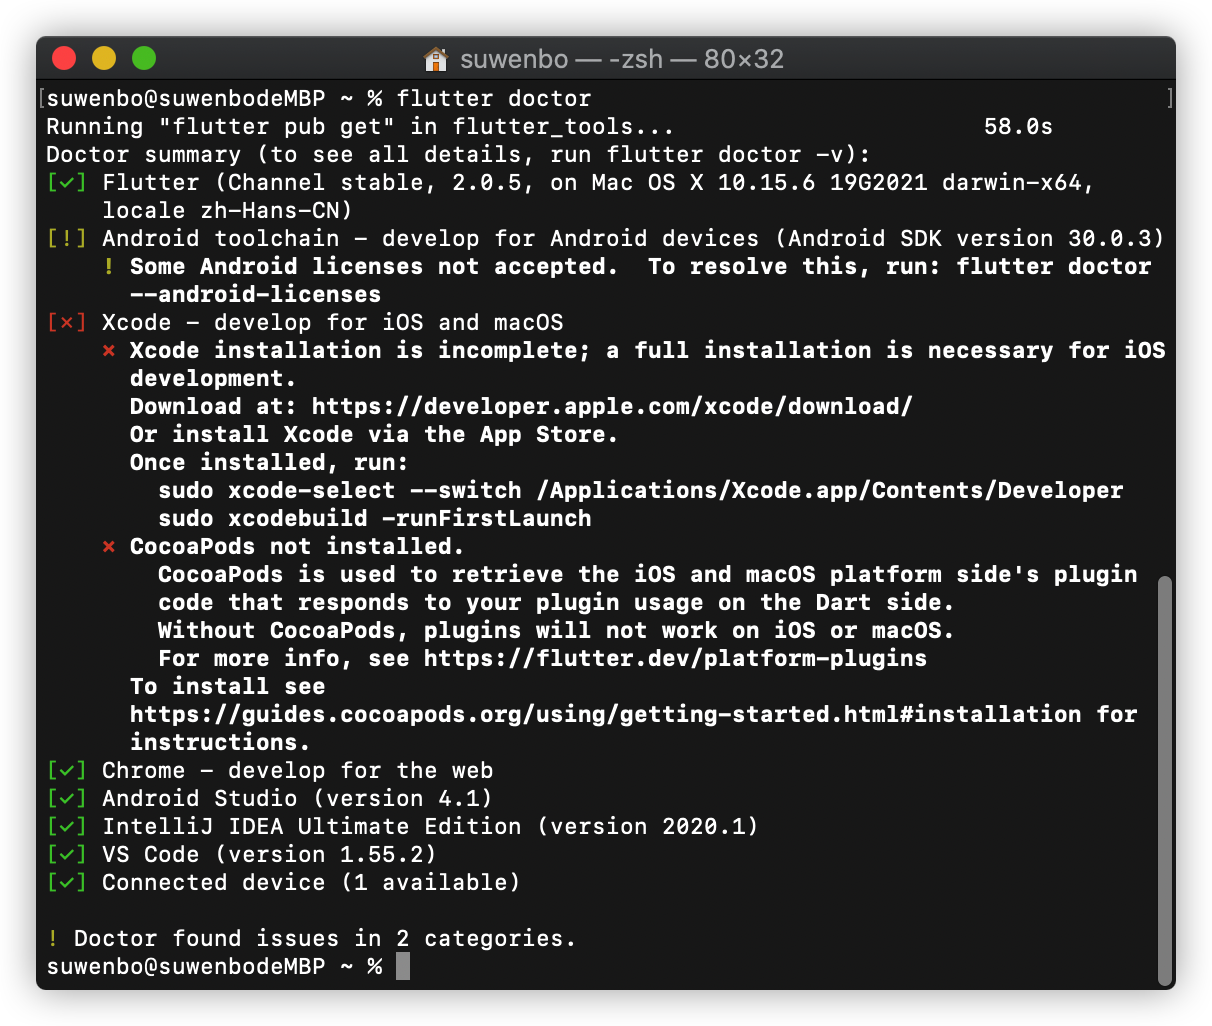 suwenbo — -zsh — 80×32
[suwenbo@suwenbodeMBP ~ % flutter doctor ]
Running "flutter pub get" in flutter_tools... 58.0s
Doctor summary (to see all details, run flutter doctor -v):
[✓] Flutter (Channel stable, 2.0.5, on Mac OS X 10.15.6 19G2021 darwin-x64,
locale zh-Hans-CN)
[!] Android toolchain - develop for Android devices (Android SDK version 30.0.3)
! Some Android licenses not accepted.  To resolve this, run: flutter doctor
--android-licenses
[✗] Xcode - develop for iOS and macOS
✗ Xcode installation is incomplete; a full installation is necessary for iOS
development.
Download at: https://developer.apple.com/xcode/download/
Or install Xcode via the App Store.
Once installed, run:
sudo xcode-select --switch /Applications/Xcode.app/Contents/Developer
sudo xcodebuild -runFirstLaunch
✗ CocoaPods not installed.
CocoaPods is used to retrieve the iOS and macOS platform side's plugin
code that responds to your plugin usage on the Dart side.
Without CocoaPods, plugins will not work on iOS or macOS.
For more info, see https://flutter.dev/platform-plugins
To install see
https://guides.cocoapods.org/using/getting-started.html#installation for
instructions.
[✓] Chrome - develop for the web
[✓] Android Studio (version 4.1)
[✓] IntelliJ IDEA Ultimate Edition (version 2020.1)
[✓] VS Code (version 1.55.2)
[✓] Connected device (1 available)
! Doctor found issues in 2 categories.
suwenbo@suwenbodeMBP ~ %